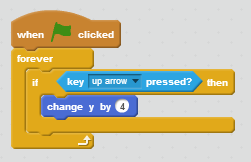 when clicked
forever
if key up arrow pressed? then
change y by 4